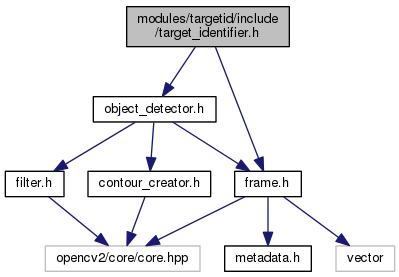 modules/targetid/include
/target_identifier.h
object_detector.h
filter.h
contour_creator.h
frame.h
opencv2/core/core.hpp
metadata.h
vector